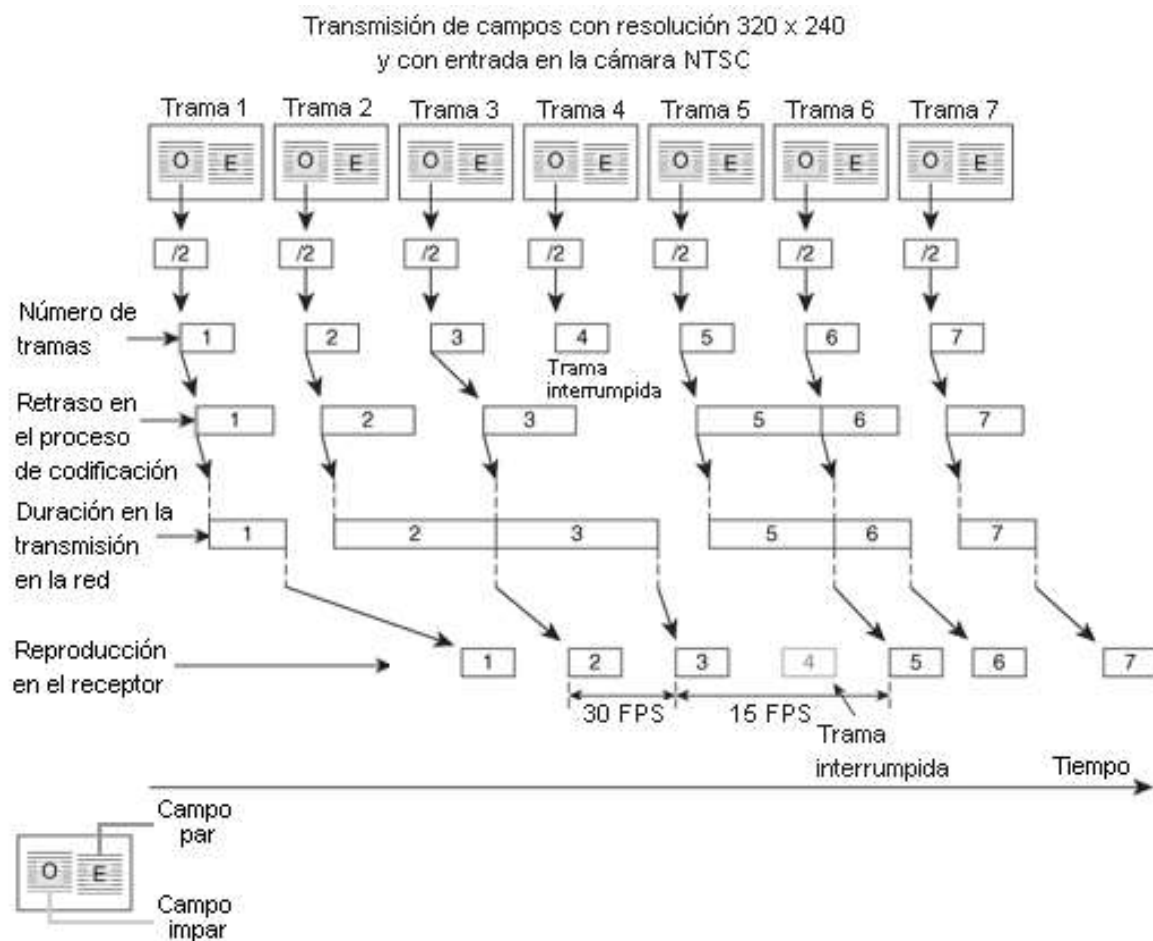 Transmisión de campos con resolución 320 x 240
y con entrada en la cámara NTSC
Trama 1 Trama 2 Trama 3 Trama 4 Trama 5 Trama 6 Trama 7
O E O E O E O E O E O E O E
/2 /2 /2 /2 /2 /2 /2
Número de
tramas
1 2 3 4 5 6 7
Trama
interrumpida
Retraso en
el proceso
de codificación
1 2 3 5 6 7
Duración en la
transmisión
en la red
1 2 3 5 6 7
Reproducción
en el receptor
1 2 3 4 5 6 7
30 FPS 15 FPS
Trama
interrumpida
Tiempo
Campo
par
O E
Campo
impar